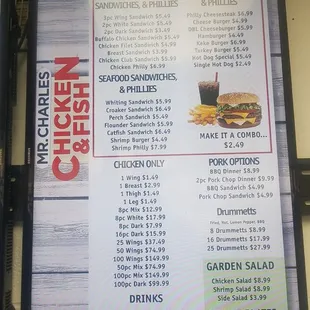 MR. CHARLES
CHICKEN
& FISH
SANDWICHES, & PHILLIES
1pc Wing Sandwich $5.49
2pc White Sandwich $5.49
2pc Dark Sandwich $3.49
Buffalo Chicken Sandwich $5.49
Chicken Filet Sandwich $4.99
Breast Sandwich $3.99
Chicken Club Sandwich $6.49
Chicken Philly $6.99
SEAFOOD SANDWICHES,
& PHILLIES
Whiting Sandwich $5.99
Croaker Sandwich $6.49
Perch Sandwich $5.49
Flounder Sandwich $5.99
Catfish Sandwich $6.49
Shrimp Burger $4.49
Shrimp Philly $7.99
& PHILLIES
Philly Cheesesteak $6.99
Cheese Burger $4.99
BBL Cheeseburger $5.99
Hamburger $4.49
Keke Burger $6.99
Turkey Burger $5.49
Hot Dog Special $5.49
Single Hot Dog $2.49
MAKE IT A COMBO...
$2.49
CHICKEN ONLY
1 Wing $1.49
1 Breast $2.99
1 Thigh $1.49
1 Leg $1.49
8pc Mix $12.99
8pc White $17.99
8pc Dark $7.99
16pc Dark $15.99
25 Wings $37.49
50 Wings $74.99
100 Wings $149.99
50pc Mix $74.99
100pc Mix $149.99
100pc Dark $99.99
DRINKS
PORK OPTIONS
BBQ Dinner $8.99
2pc Pork Chop Dinner $9.99
BBQ Sandwich $4.99
Pork Chop Sandwich $4.99
Drummetts
Fried, Hot, Lemon Pepper, BBQ
8 Drummetts $8.99
16 Drummetts $17.99
25 Drummetts $27.99
GARDEN SALAD
Chicken Salad $8.99
Shrimp Salad $8.99
Side Salad $3.99